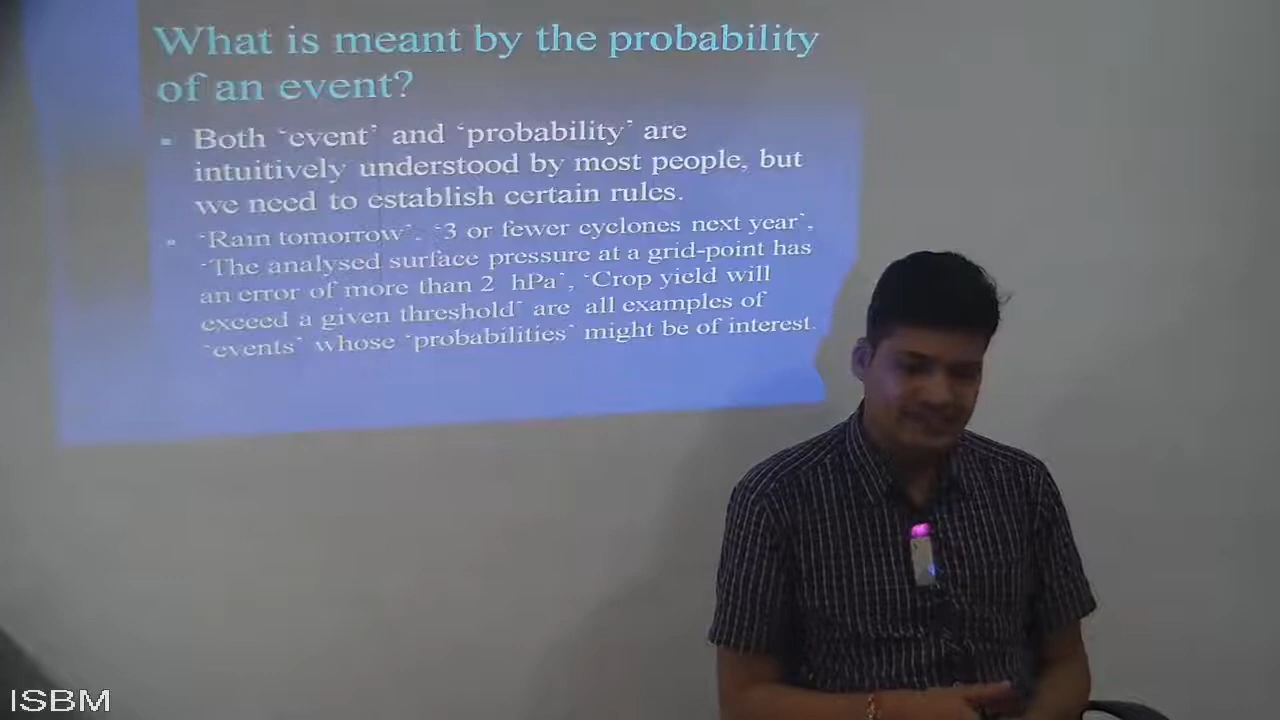 What is meant by the probability
of an event?
Both ‘event’ and ‘probability’ are
intuitively understood by most people, but
we need to establish certain rules.
‘Rain tomorrow’. ‘3 or fewer cyclones next year’,
‘The analysed surface pressure at a grid-point has
an error of more than 2 hPa’, ‘Crop yield will
exceed a given threshold’ are all examples of
‘events’ whose ‘probabilities’ might be of interest.
ISBM